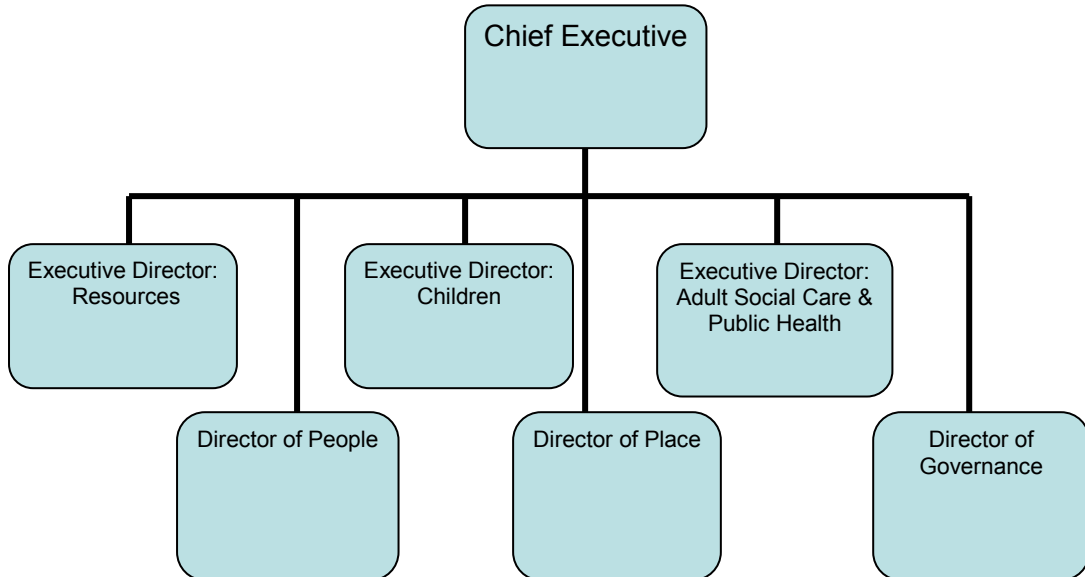 Chief Executive
Executive Director:
Resources
Executive Director:
Children
Executive Director:
Adult Social Care &
Public Health
Director of People
Director of Place
Director of
Governance